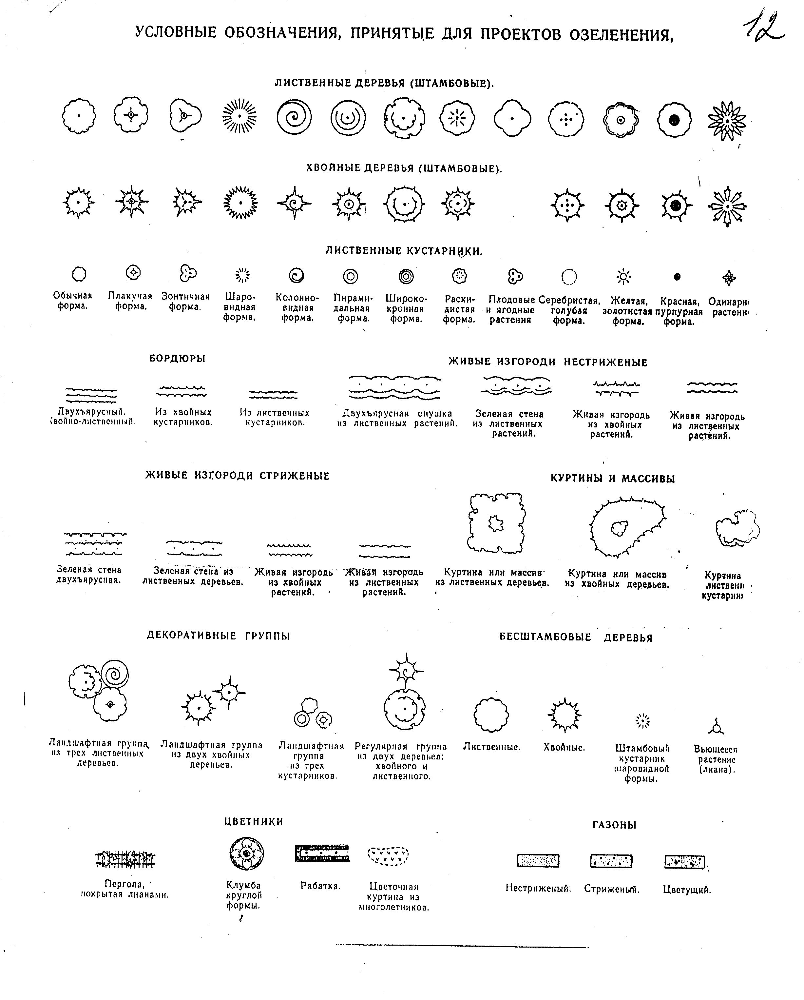 12
УСЛОВНЫЕ ОБОЗНАЧЕНИЯ, ПРИНЯТЫЕ ДЛЯ ПРОЕКТОВ ОЗЕЛЕНЕНИЯ,
ЛИСТВЕННЫЕ ДЕРЕВЬЯ (ШТАМБОВЫЕ).
ХВОЙНЫЕ ДЕРЕВЬЯ (ШТАМБОВЫЕ).
ЛИСТВЕННЫЕ КУСТАРНИКИ.
Обычная
форма.
Плакучая
форма.
Зонтичная
форма.
Шаро-
видная
форма.
Колонно-
видная
форма.
Пирами-
дальная
форма.
Широко-
кронная
форма.
Раски-
дистая
форма.
Плодовые
и ягодные
растения
Серебристая,
голубая
форма.
Желтая,
золотистая
форма.
Красная,
пурпурная
форма.
Одинарн
растени
БОРДЮРЫ
Двухъярусный.
войно-лиственный.
Из хвойных
кустарников.
Из лиственных
кустарников.
ЖИВЫЕ ИЗГОРОДИ НЕСТРИЖЕНЫЕ
Двухъярусная опушка
из лиственных растений.
Зеленая стена
из лиственных
растений.
Живая изгородь
из хвойных
растений.
Живая изгородь
из лиственных
растений.
ЖИВЫЕ ИЗГОРОДИ СТРИЖЕНЫЕ
Зеленая стена
двухъярусная.
Зеленая стена из
лиственных деревьев.
Живая изгородь
из хвойных
растений.
Живая изгородь
из лиственных
растений.
КУРТИНЫ И МАССИВЫ
Куртина или массив
из лиственных деревьев.
Куртина или массив
из хвойных деревьев.
Куртина
листвени
кустарни
ДЕКОРАТИВНЫЕ ГРУППЫ
Ландшафтная группа
из трех лиственных
деревьев.
Ландшафтная группа
из двух хвойных
деревьев.
Ландшафтная
группа
из трех
кустарников.
Регулярная группа
из двух деревьев:
хвойного и
лиственного.
БЕСШТАМБОВЫЕ ДЕРЕВЬЯ
Лиственные.
Хвойные.
Штамбовый
кустарник
шаровидной
формы.
Вьющееся
растение
(лиана).
ЦВЕТНИКИ
Пергола,
покрытая лианами.
Клумба
круглой
формы.
Рабатка.
Цветочная
куртина из
многолетников.
ГАЗОНЫ
Нестриженый.
Стриженый.
Цветущий.